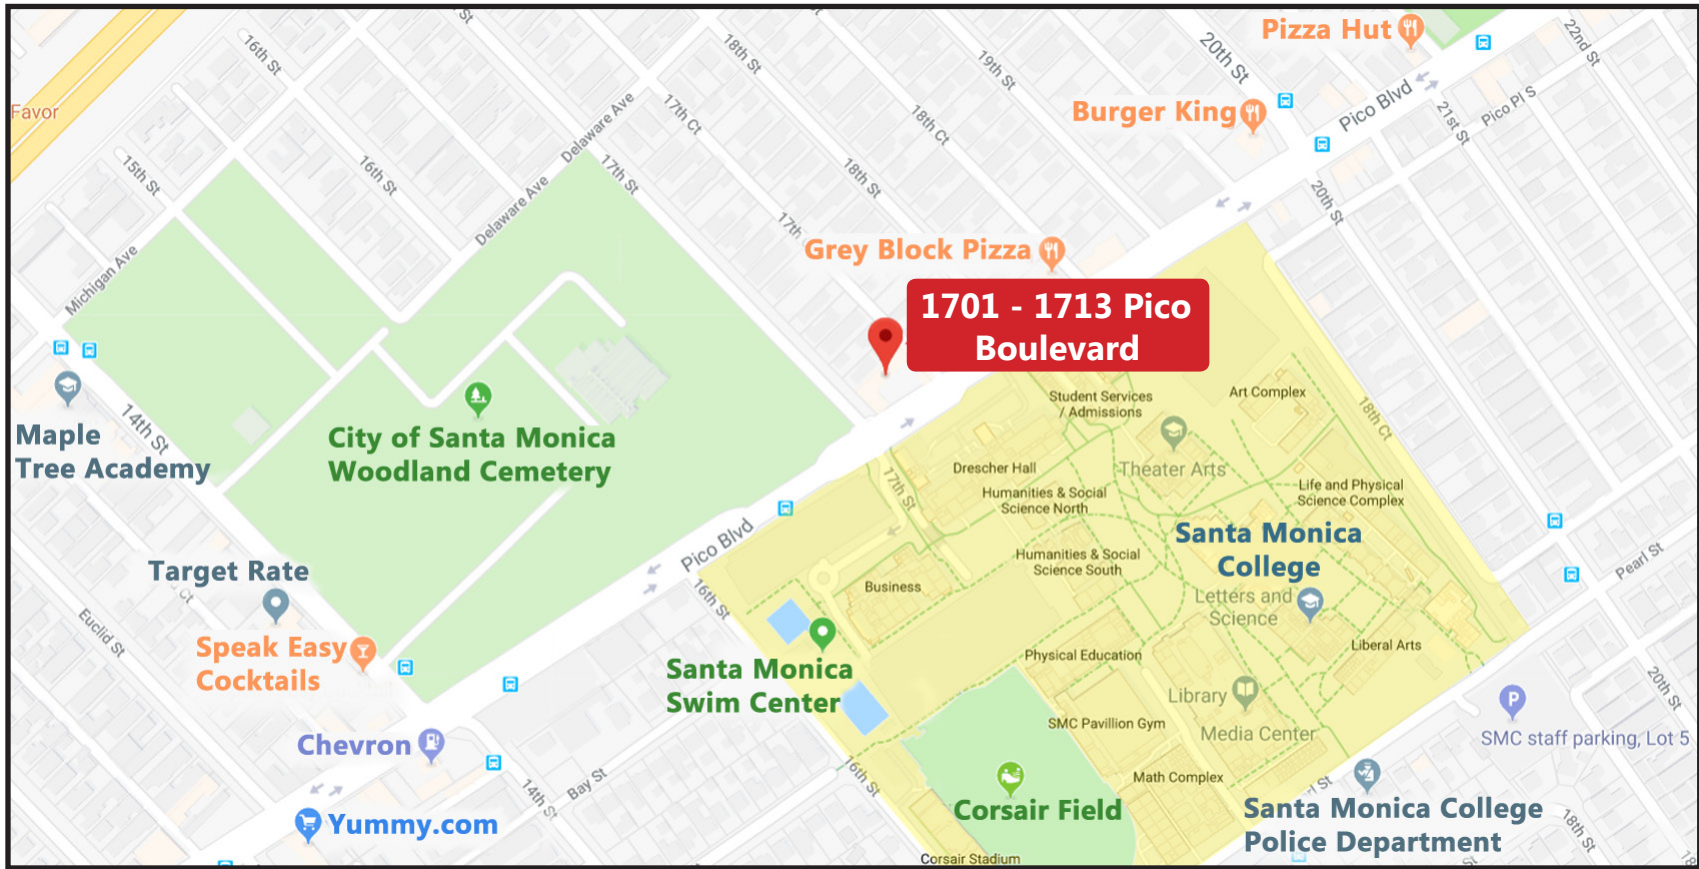 St
St
16th St
18th St
19th St
20th St
Pizza Hut
22nd St
Favor
Delaware Ave
17th Ct
18th Ct
Burger King
Pico Blvd
21st St
Pico Pl S
15th St
16th St
17th St
18th St
Delaware Ave
17th
20th St
Michigan Ave
Grey Block Pizza
1701 - 1713 Pico
Boulevard
Student Services
/ Admissions
Art Complex
18th Ct
Maple
Tree Academy
14th St
City of Santa Monica
Woodland Cemetery
Drescher Hall
Theater Arts
17th St
Humanities & Social
Science North
Life and Physical
Science Complex
Santa Monica
College
Pico Blvd
Humanities & Social
Science South
Pearl St
Target Rate
Ct
Business
16th St
Letters and
Science
Euclid St
Speak Easy
Cocktails
Liberal Arts
Physical Education
Santa Monica
Swim Center
Library
20th St
P
SMC Pavillion Gym
Media Center
SMC staff parking, Lot 5
Chevron
16th St
Math Complex
14th St
Bay St
rl St
Corsair Field
Santa Monica College
Police Department
18th St
Yummy.com
Corsair Stadium
18